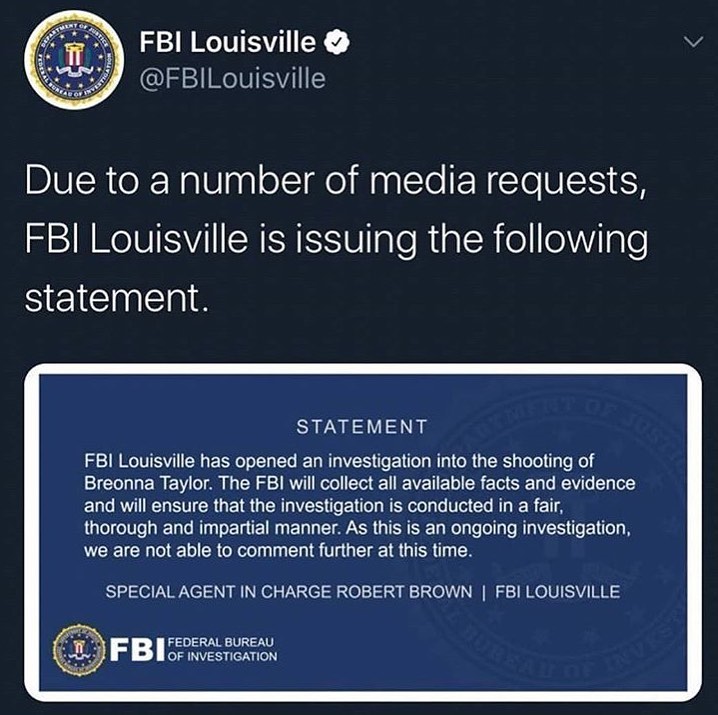 FBI Louisville
@FBILouisville
Due to a number of media requests,
FBI Louisville is issuing the following
statement.
STATEMENT
FBI Louisville has opened an investigation into the shooting of
Breonna Taylor. The FBI will collect all available facts and evidence
and will ensure that the investigation is conducted in a fair,
thorough and impartial manner. As this is an ongoing investigation,
we are not able to comment further at this time.
SPECIAL AGENT IN CHARGE ROBERT BROWN | FBI LOUISVILLE
FBI
FEDERAL BUREAU
OF INVESTIGATION